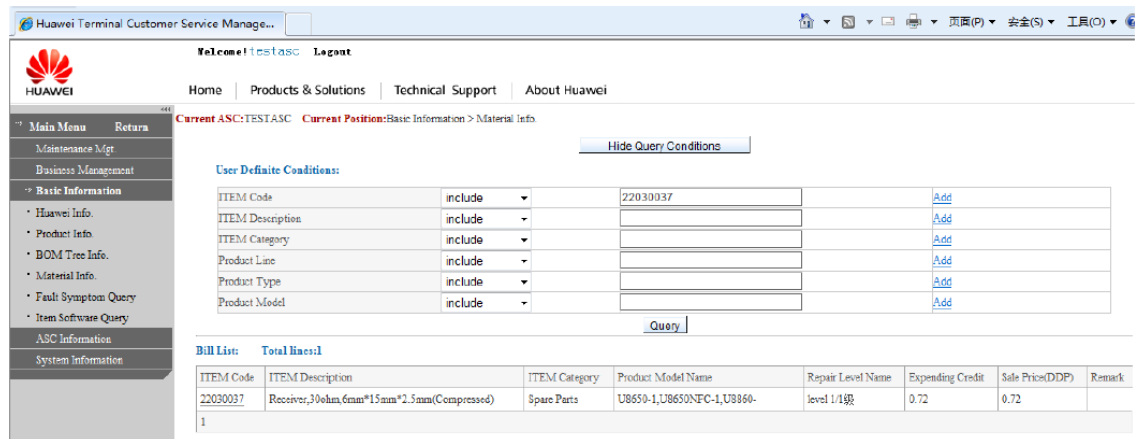 Huawei Terminal Customer Service Manage...
页面(P) 安全(S) 工具(O)
Welcome!testasc Logout
HUAWEI
Home Products & Solutions Technical Support About Huawei
Current ASC:TESTASC Current Position:Basic Information > Material Info.
Main Menu Return
Maintenance Mgt.
Business Management
Basic Information
• Huawei Info.
• Product Info.
• BOM Tree Info.
• Material Info.
• Fault Symptom Query
• Item Software Query
ASC Information
System Information
Hide Query Conditions
User Definite Conditions:
ITEM Code include 22030037 Add
ITEM Description include Add
ITEM Category include Add
Product Line include Add
Product Type include Add
Product Model include Add
Query
Bill List: Total lines:1
ITEM Code ITEM Description ITEM Category Product Model Name Repair Level Name Expending Credit Sale Price(DDP) Remark
22030037 Receiver,30ohm,6mm*15mm*2.5mm(Compressed) Spare Parts U8650-1,U8650NFC-1,U8860- level 1/1级 0.72 0.72
1